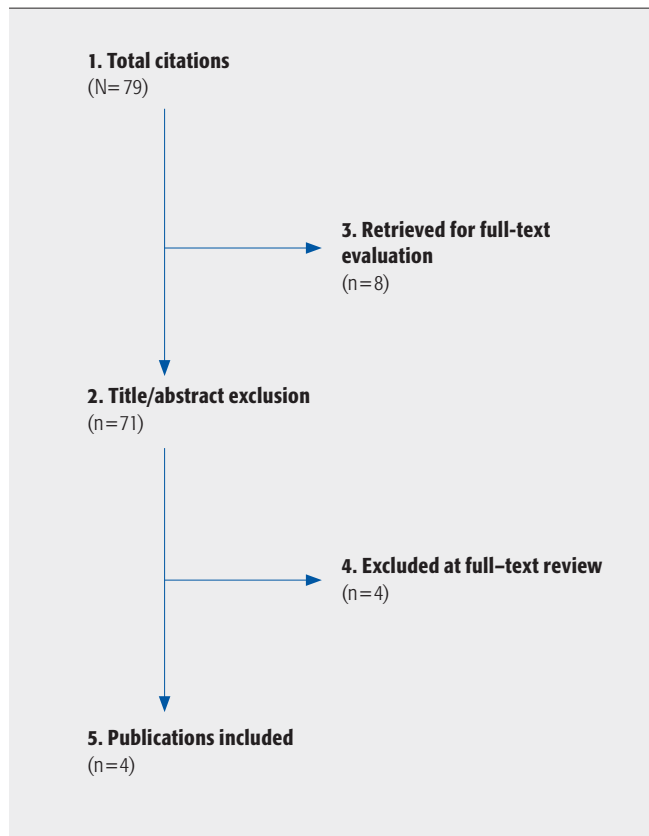 1. Total citations
(N=79)
3. Retrieved for full-text
evaluation
(n=8)
2. Title/abstract exclusion
(n=71)
4. Excluded at full–text review
(n=4)
5. Publications included
(n=4)